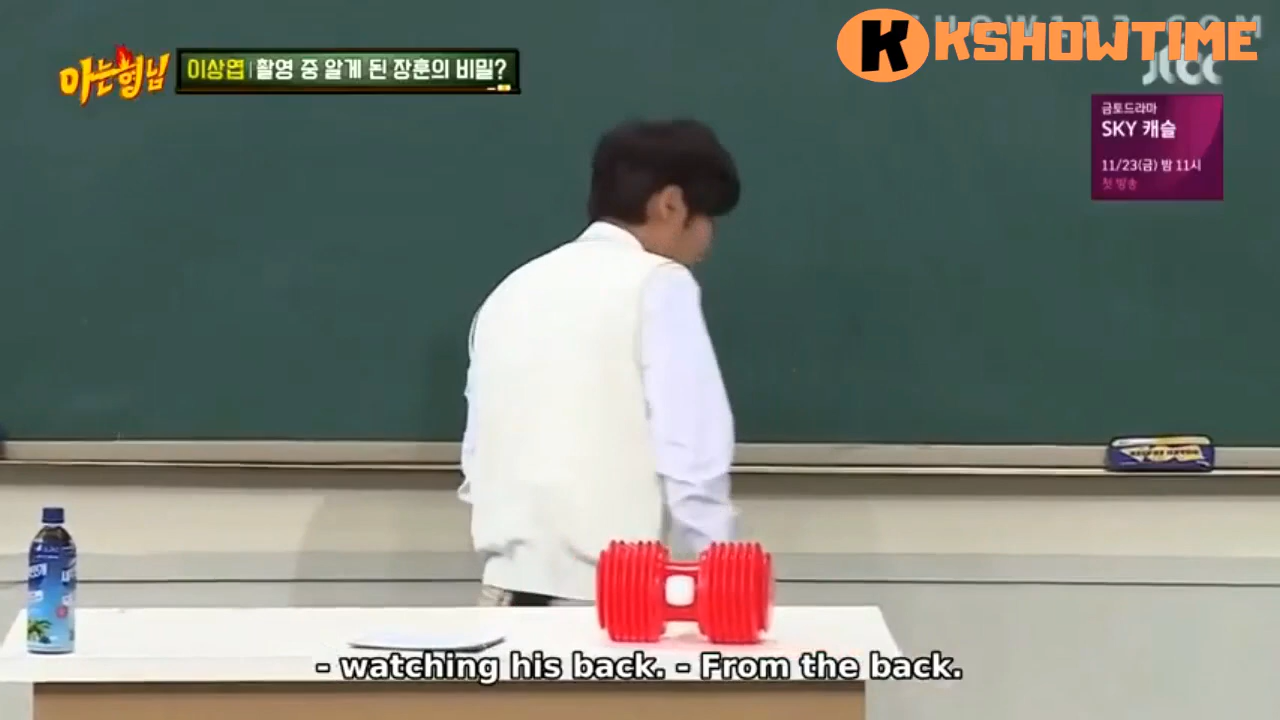 아는형님
이상엽 | 촬영 중 알게 된 장훈의 비밀?
K KSHOWTIME
jtbc
금토드라마
SKY 캐슬
11/23(금) 밤 11시
첫 방송
- watching his back. - From the back.